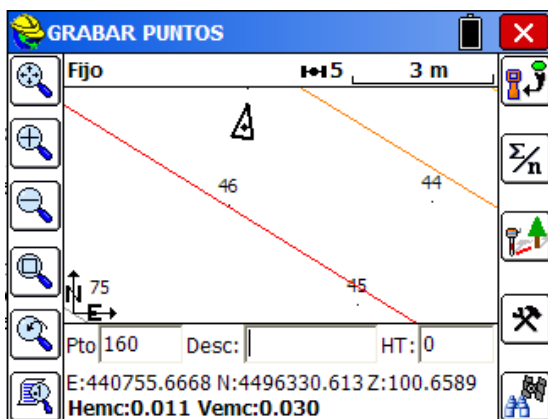 GRABAR PUNTOS
Fijo 5 3 m
Σ/n
46 44
75 45
N
E
Pto 160 Desc: HT: 0
E:440755.6668 N:4496330.613 Z:100.6589
Hemc:0.011 Vemc:0.030